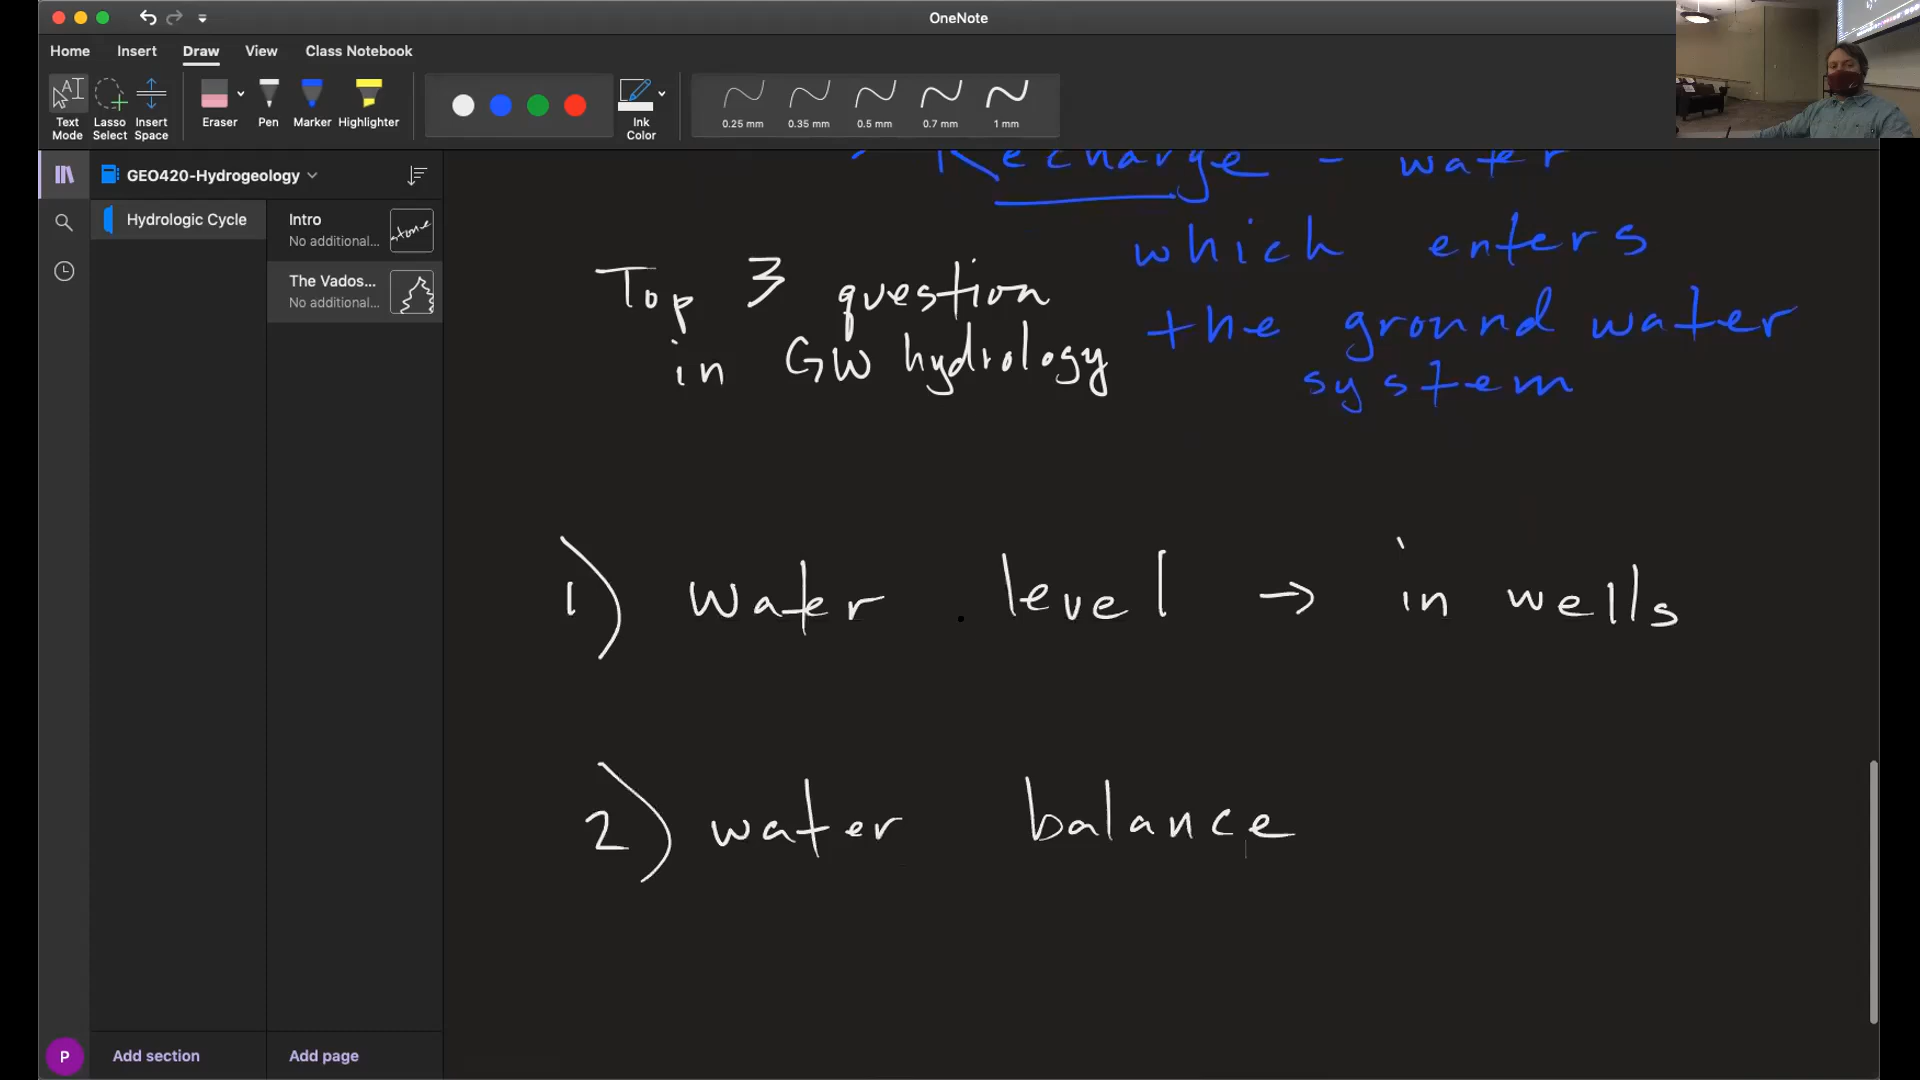 OneNote
Home Insert Draw View Class Notebook
Text Mode
Lasso Select
Insert Space
Eraser
Pen
Marker
Highlighter
Ink Color
0.25 mm
0.35 mm
0.5 mm
0.7 mm
1 mm
GEO420-Hydrogeology
Hydrologic Cycle
Intro
No additional...
The Vados...
No additional...
Recharge - water
which enters
the ground water
system
Top 3 question
in GW hydrology
1) Water level → in wells
2) water balance
P
Add section
Add page